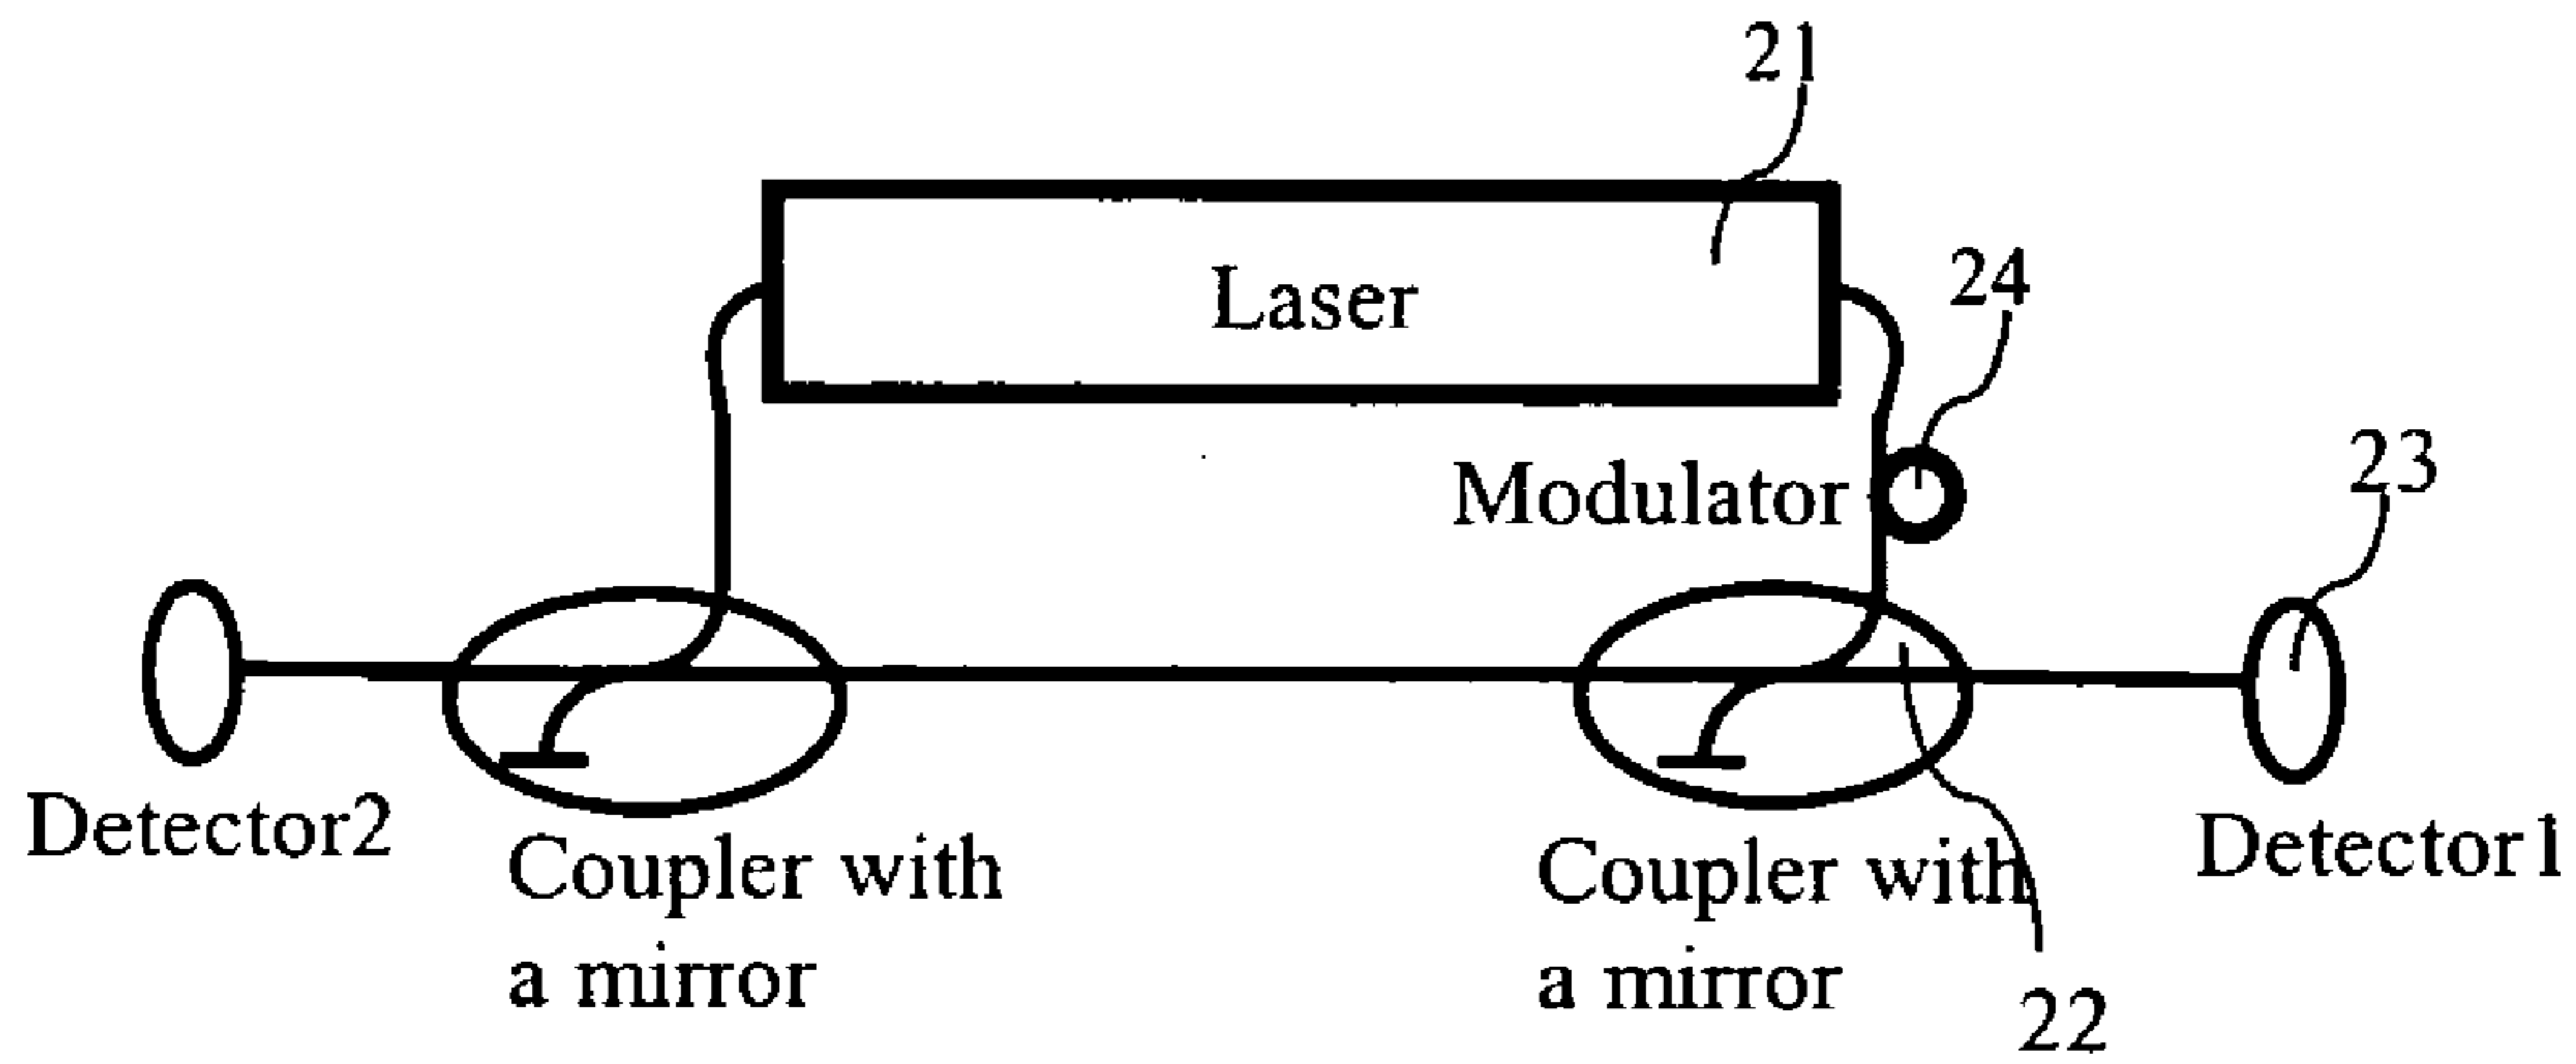 21
Laser
24
Modulator
23
Detector2
Detector1
Coupler with
a mirror
Coupler with
a mirror
22